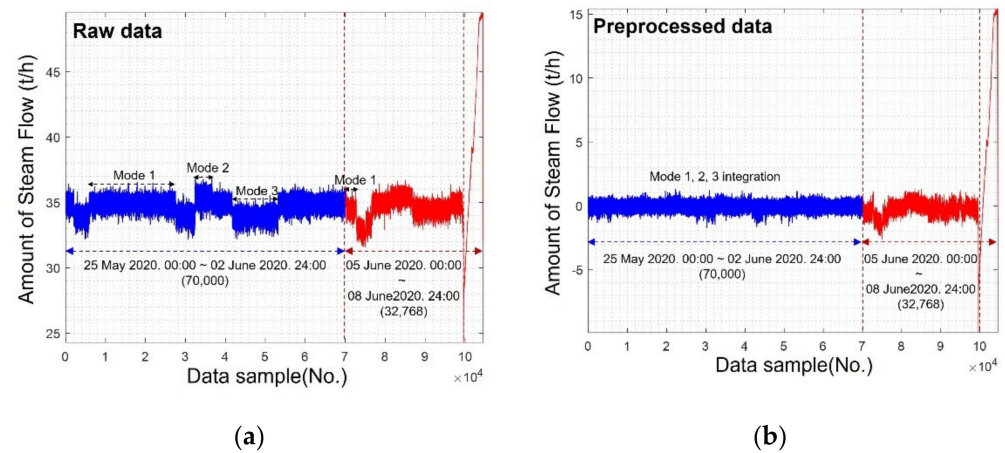 Raw data
Amount of Steam Flow (t/h)
45
40
35
30
25
Mode 1
Mode 2
Mode 3
Mode 1
25 May 2020. 00:00 ~ 02 June 2020. 24:00
(70,000)
05 June 2020. 00:00
~
08 June2020. 24:00
(32,768)
0 1 2 3 4 5 6 7 8 9 10
×10⁴
Data sample(No.)
(a)
Preprocessed data
Amount of Steam Flow (t/h)
15
10
5
0
-5
Mode 1, 2, 3 integration
25 May 2020. 00:00 ~ 02 June 2020. 24:00
(70,000)
05 June 2020. 00:00
~
08 June2020. 24:00
(32,768)
0 1 2 3 4 5 6 7 8 9 10
×10⁴
Data sample(No.)
(b)